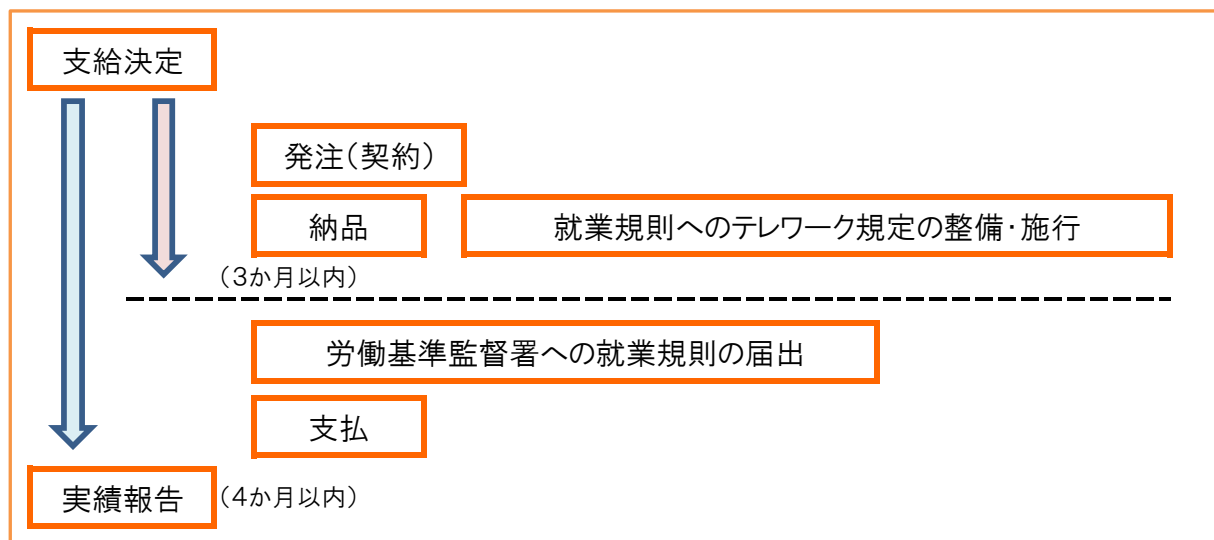 支給決定
発注（契約）
納品
就業規則へのテレワーク規定の整備・施行
（3か月以内）
労働基準監督署への就業規則の届出
支払
実績報告
（4か月以内）